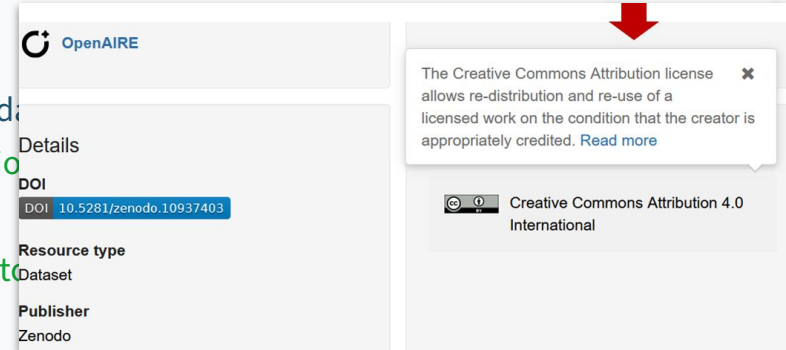 OpenAIRE
Details
DOI
DOI 10.5281/zenodo.10937403
Resource type
Dataset
Publisher
Zenodo
The Creative Commons Attribution license ✖
allows re-distribution and re-use of a
licensed work on the condition that the creator is
appropriately credited. Read more
cc BY
Creative Commons Attribution 4.0
International